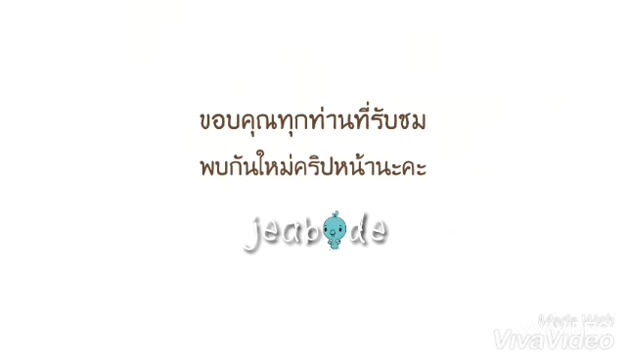 ขอบคุณทุกท่านที่รับชม
พบกันใหม่คริปหน้านะคะ
jeab de
Made With
VivaVideo